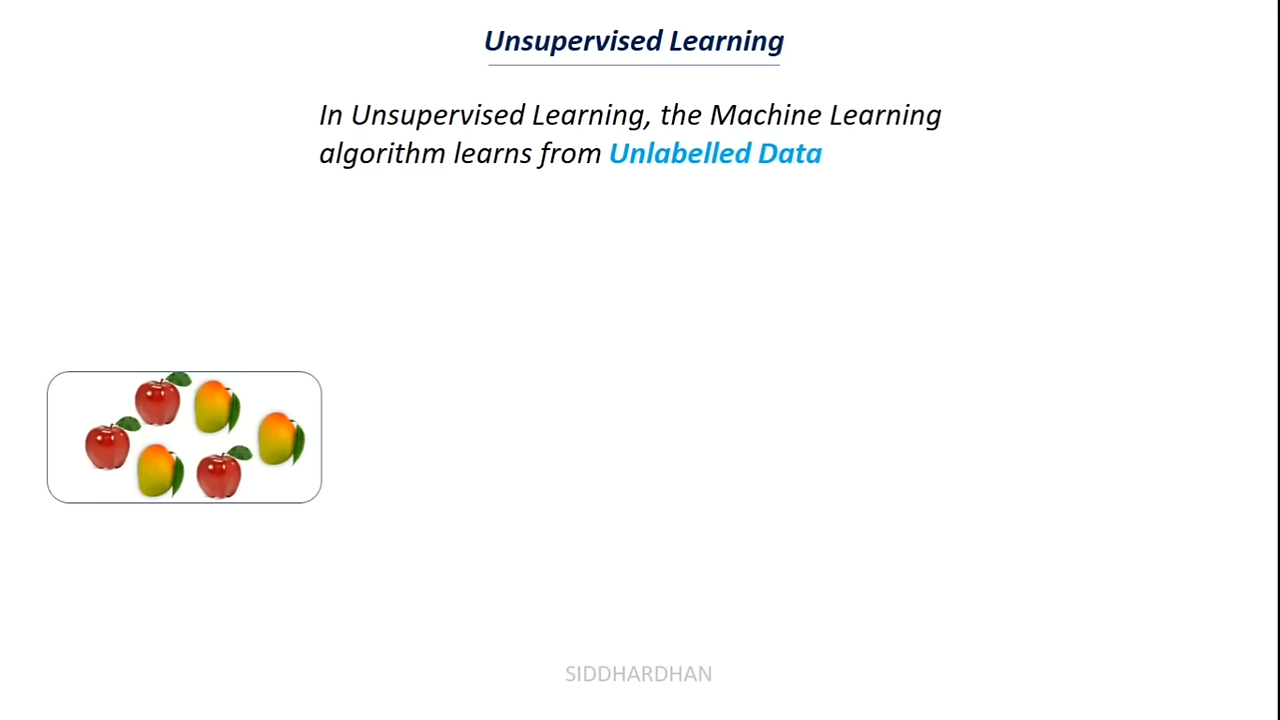 Unsupervised Learning
In Unsupervised Learning, the Machine Learning
algorithm learns from Unlabelled Data
SIDDHARDHAN